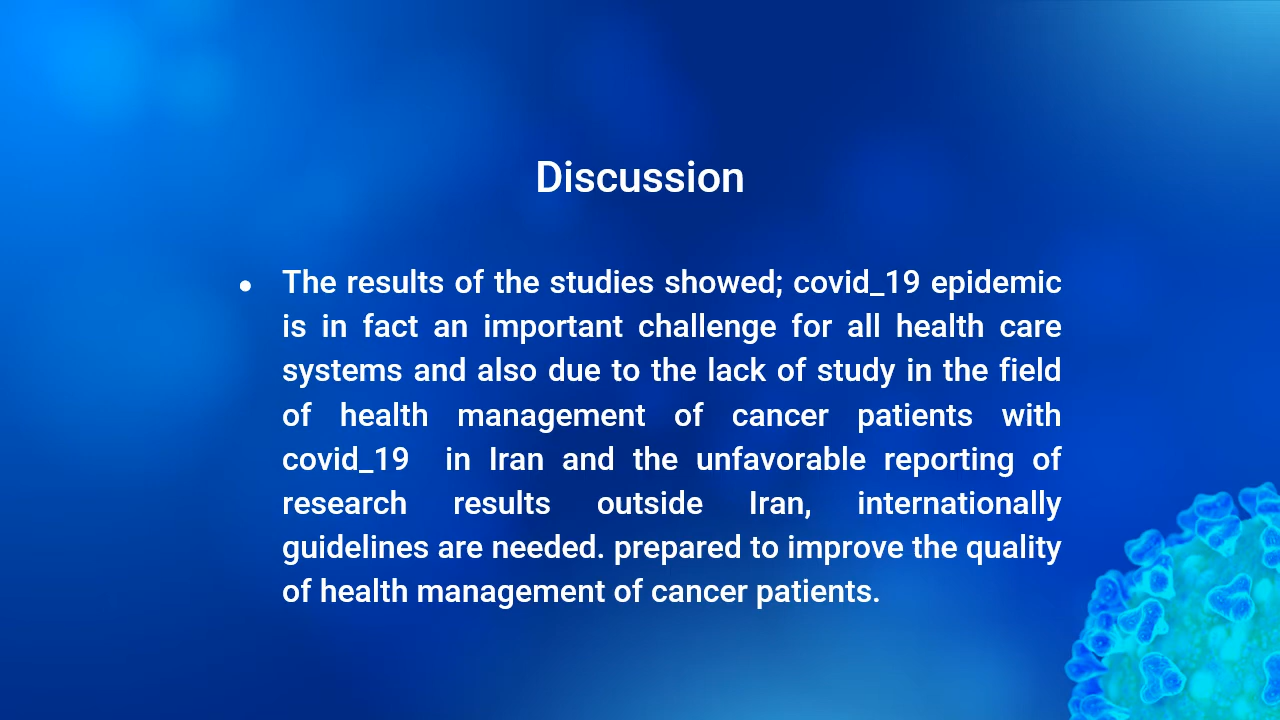 Discussion
• The results of the studies showed; covid_19 epidemic
is in fact an important challenge for all health care
systems and also due to the lack of study in the field
of health management of cancer patients with
covid_19 in Iran and the unfavorable reporting of
research results outside Iran, internationally
guidelines are needed. prepared to improve the quality
of health management of cancer patients.